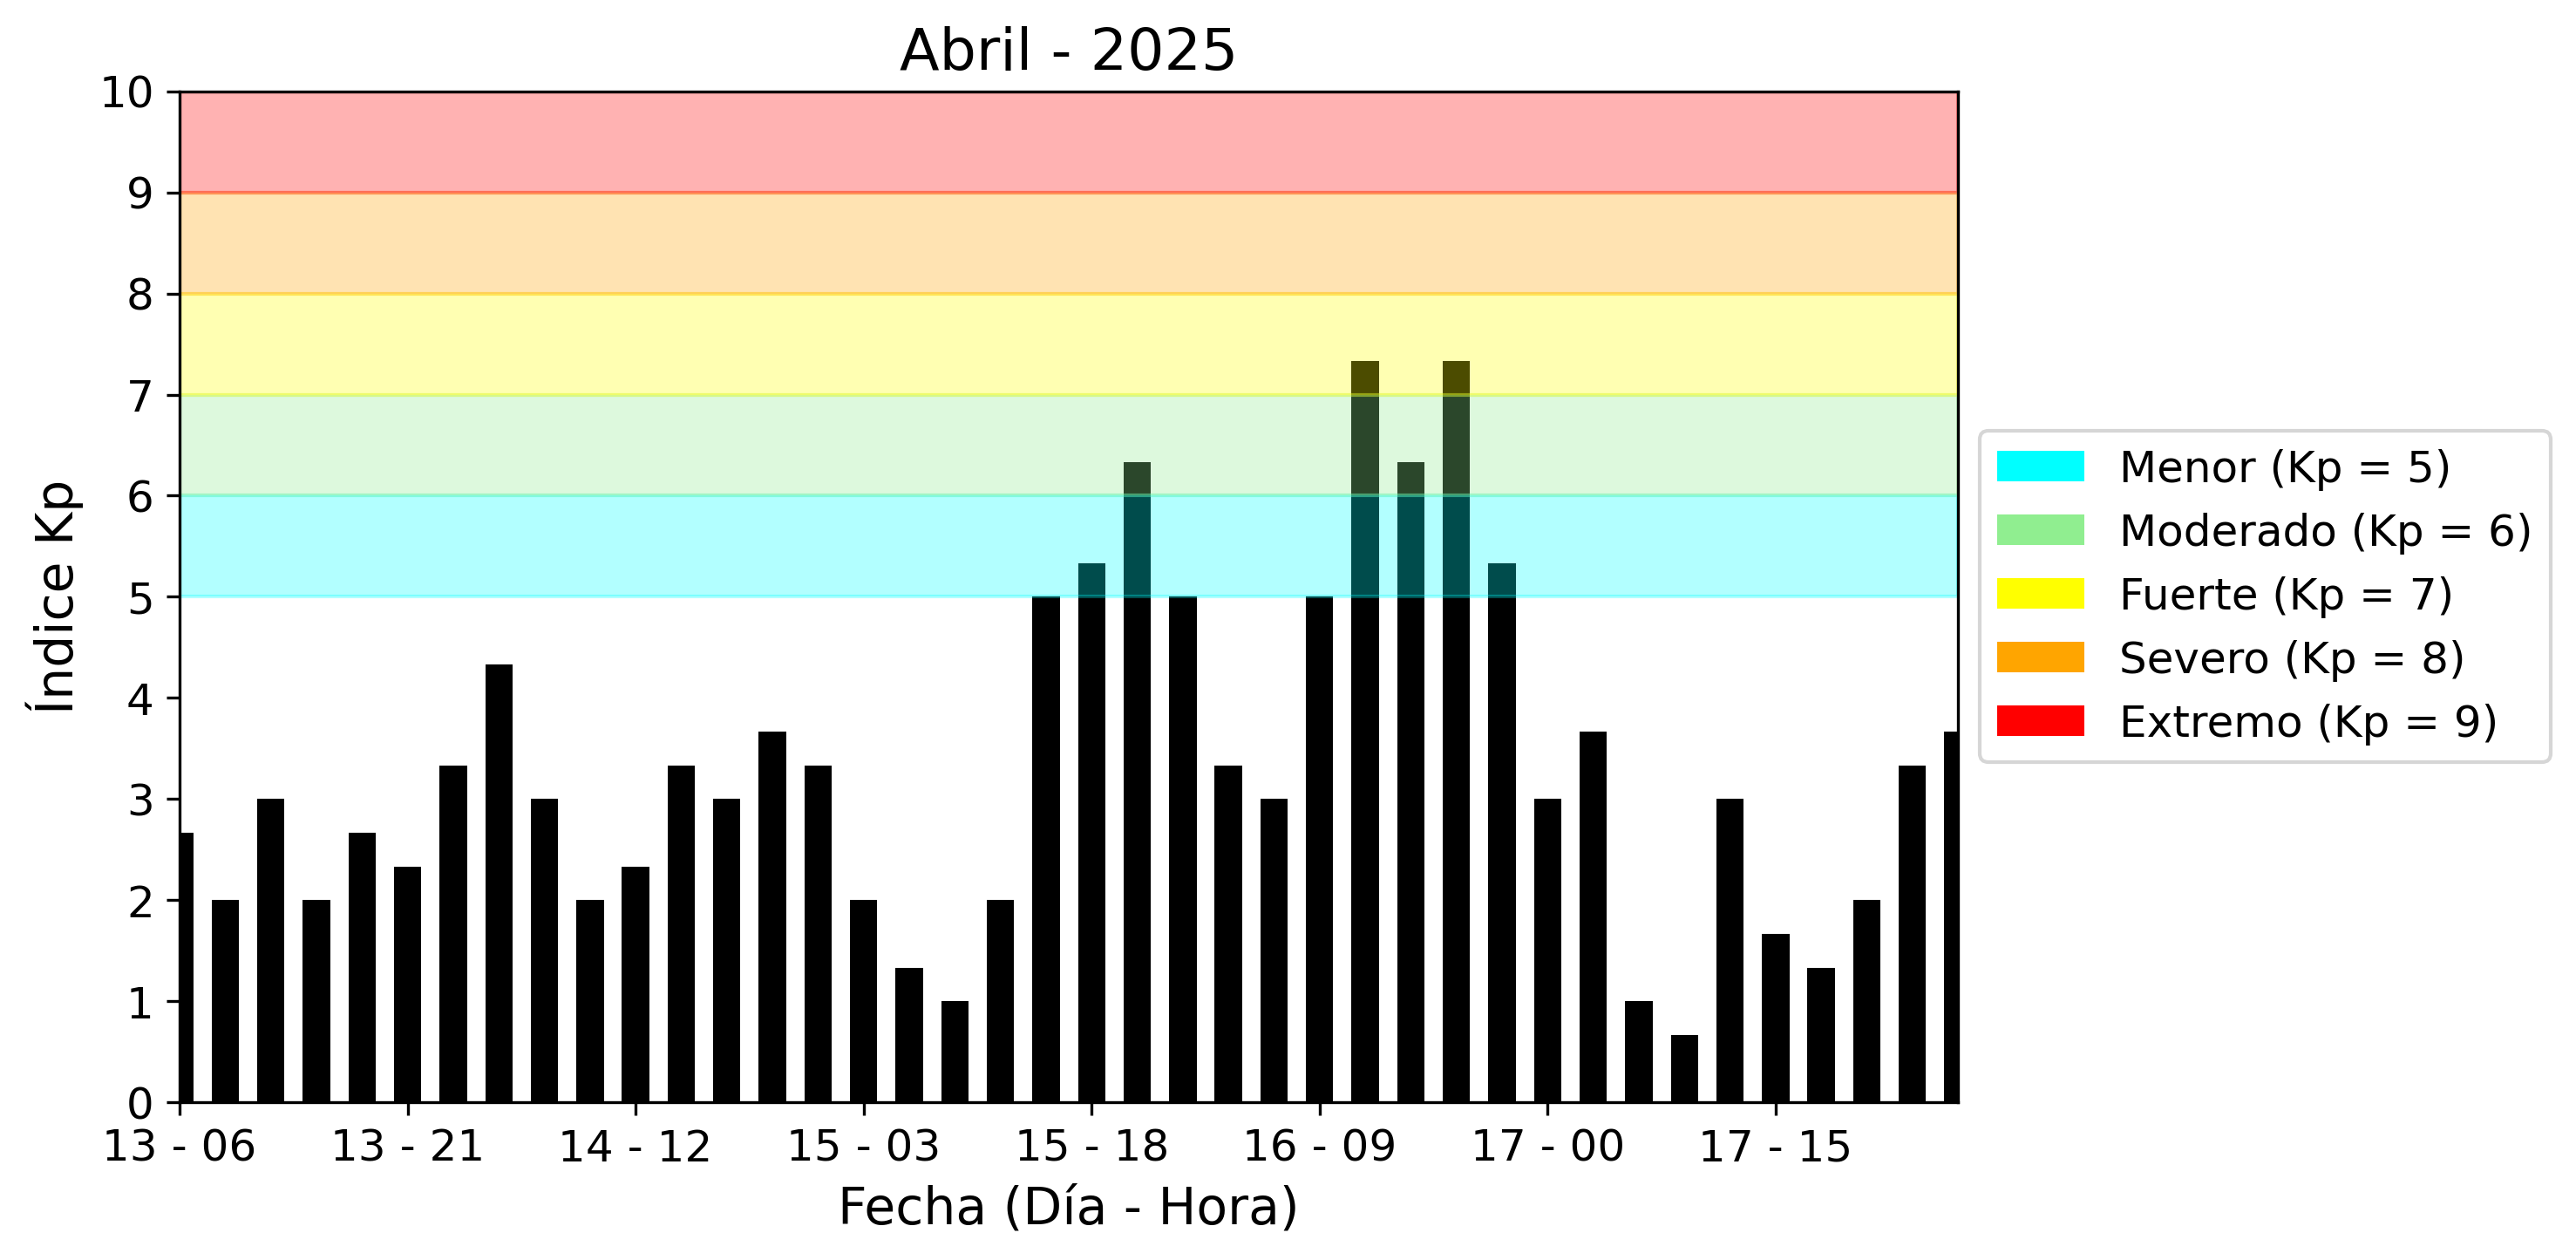 Abril - 2025
10
9
8
7
6
5
4
3
2
1
0
Índice Kp
13 - 06
13 - 21
14 - 12
15 - 03
15 - 18
16 - 09
17 - 00
17 - 15
Fecha (Día - Hora)
Menor (Kp = 5)
Moderado (Kp = 6)
Fuerte (Kp = 7)
Severo (Kp = 8)
Extremo (Kp = 9)